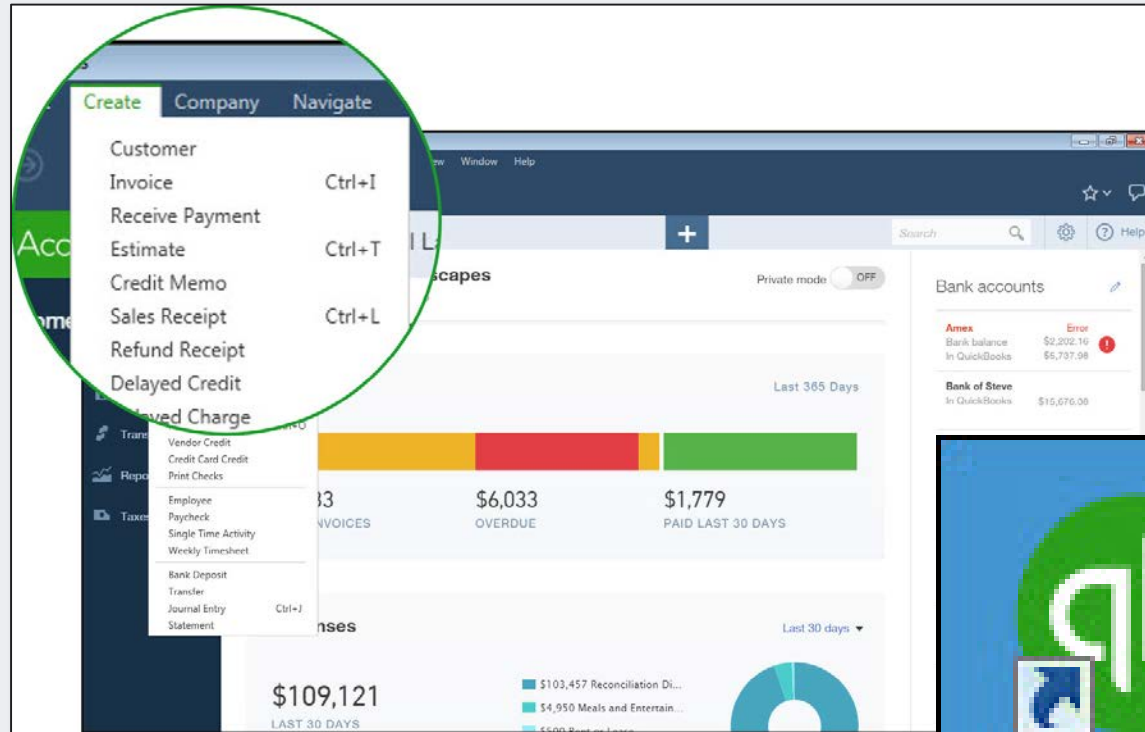 Create Company Navigate
Customer
Invoice Ctrl+I
Receive Payment
Estimate Ctrl+T
Credit Memo
Sales Receipt Ctrl+L
Refund Receipt
Delayed Credit
Charge
Window Help
Search
Help
Private mode OFF
Last 365 Days
$6,033
OVERDUE
$1,779
PAID LAST 30 DAYS
Vendor Credit
Credit Card Credit
Print Checks
Employee
Paycheck
Single Time Activity
Weekly Timesheet
Bank Deposit
Transfer
Journal Entry Ctrl+J
Statement
Taxes
Last 30 days
$109,121
LAST 30 DAYS
$103,457 Reconciliation Di...
$4,950 Meals and Entertain...
Bank accounts
Amex Error
Bank balance $2,202.16
In QuickBooks $5,737.98
Bank of Steve
In QuickBooks $15,676.08